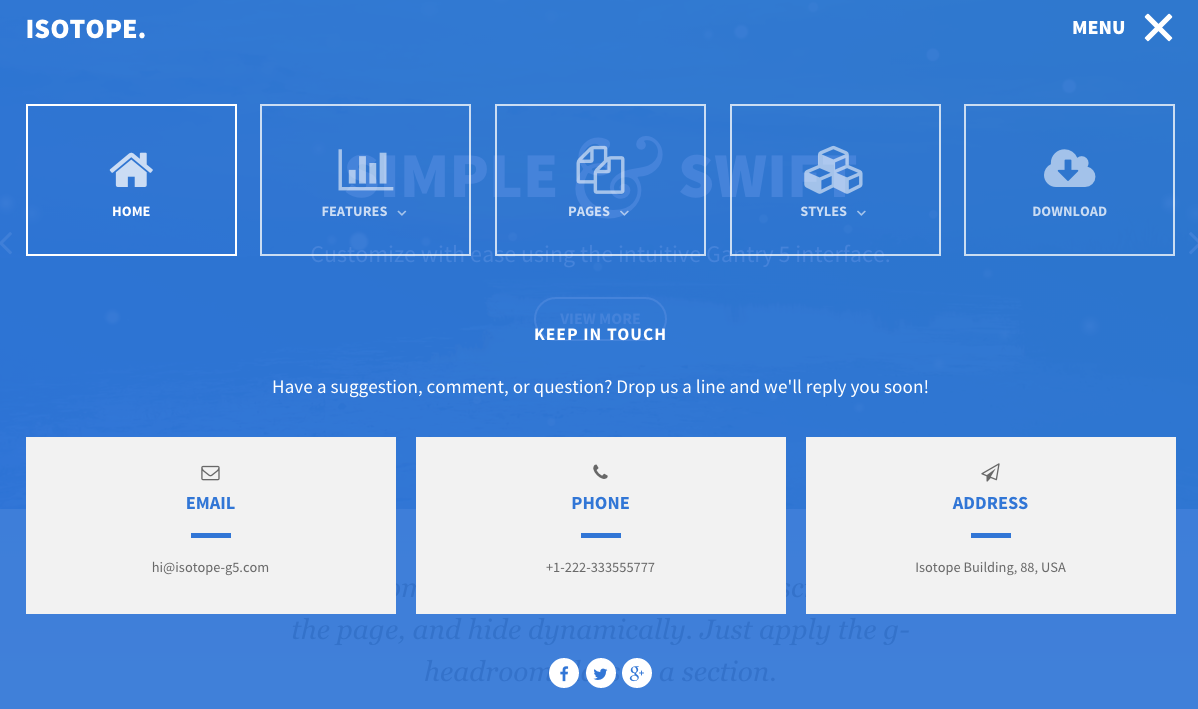 ISOTOPE.
MENU
SIMPLE & SWIFT
HOME
FEATURES
PAGES
STYLES
DOWNLOAD
Customize with ease using the intuitive Gantry 5 interface.
VIEW MORE
KEEP IN TOUCH
Have a suggestion, comment, or question? Drop us a line and we'll reply you soon!
EMAIL
PHONE
ADDRESS
hi@isotope-g5.com
+1-222-333555777
Isotope Building, 88, USA
the page, and hide dynamically. Just apply the g-
headroom a section.